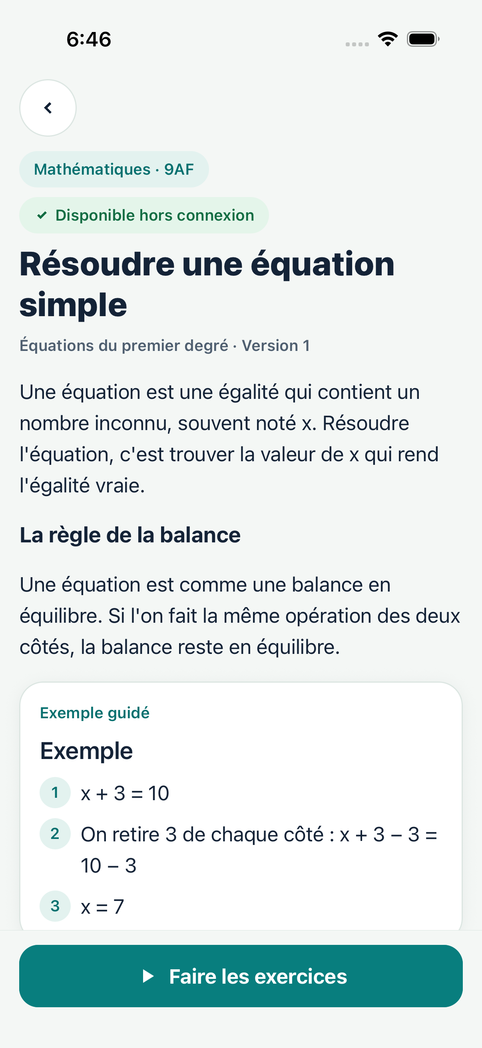 6:46
Mathématiques · 9AF
Disponible hors connexion
Résoudre une équation
simple
Équations du premier degré · Version 1
Une équation est une égalité qui contient un
nombre inconnu, souvent noté x. Résoudre
l'équation, c'est trouver la valeur de x qui rend
l'égalité vraie.
La règle de la balance
Une équation est comme une balance en
équilibre. Si l'on fait la même opération des deux
côtés, la balance reste en équilibre.
Exemple guidé
Exemple
1 x + 3 = 10
2 On retire 3 de chaque côté : x + 3 − 3 =
10 − 3
3 x = 7
Faire les exercices